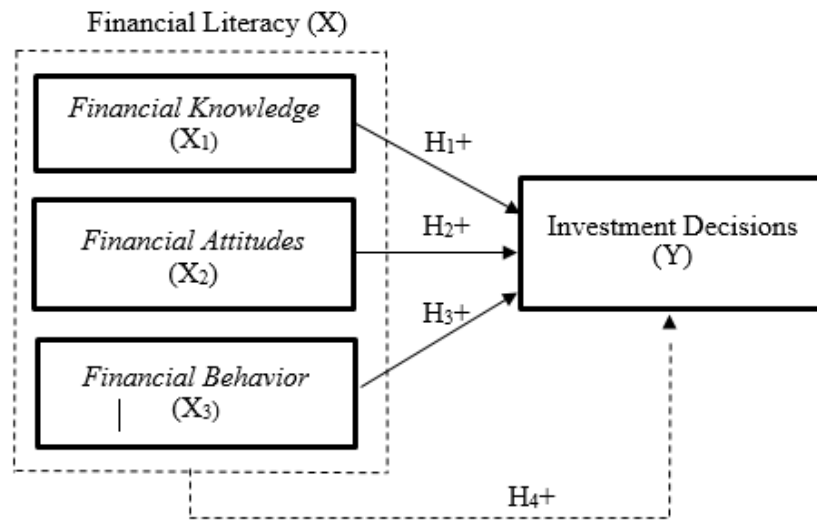 Financial Literacy (X)
Financial Knowledge
(X₁)
H₁+
Financial Attitudes
(X₂)
H₂+
Investment Decisions
(Y)
H₃+
Financial Behavior
(X₃)
H₄+